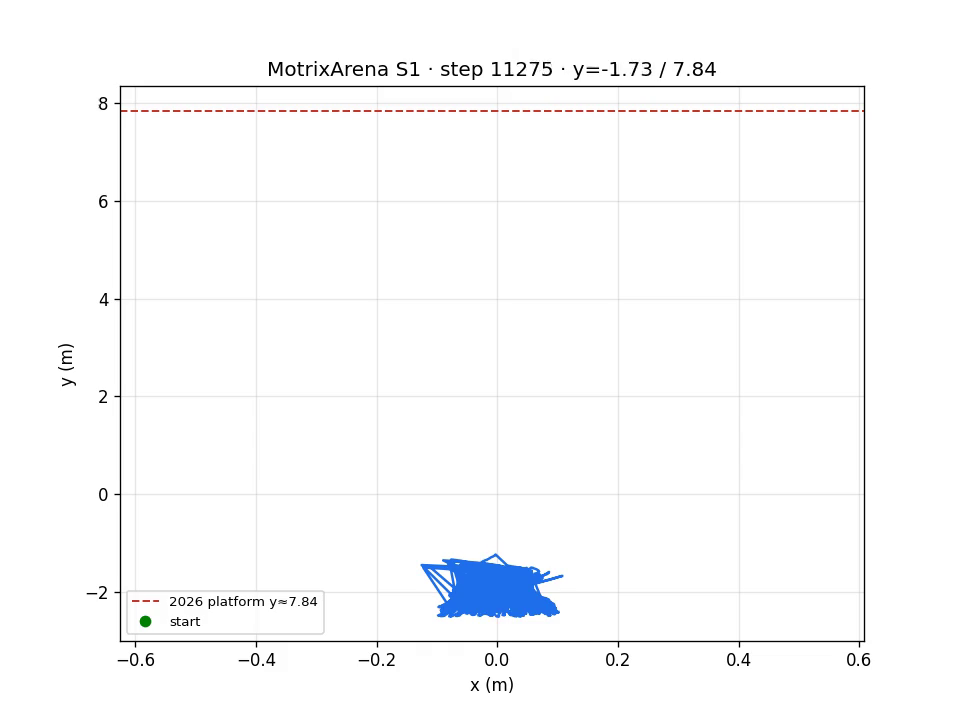 MotrixArena S1 · step 11275 · y=-1.73 / 7.84
8
6
4
2
0
−2
y (m)
2026 platform y≈7.84
start
−0.6
−0.4
−0.2
0.0
0.2
0.4
0.6
x (m)